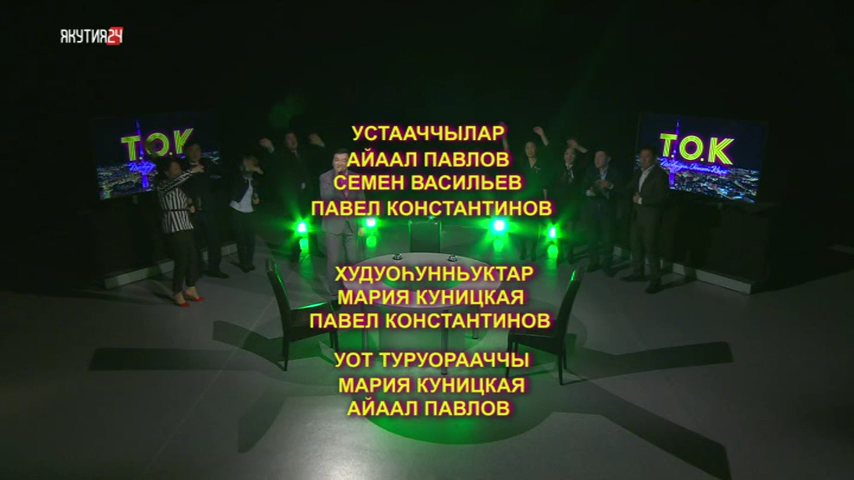 ЯКУТИЯ24
Т.О.К
Т.О.К
УСТААЧЧЫЛАР
АЙААЛ ПАВЛОВ
СЕМЕН ВАСИЛЬЕВ
ПАВЕЛ КОНСТАНТИНОВ
ХУДУОҺУННЬУКТАР
МАРИЯ КУНИЦКАЯ
ПАВЕЛ КОНСТАНТИНОВ
УОТ ТУРУОРААЧЧЫ
МАРИЯ КУНИЦКАЯ
АЙААЛ ПАВЛОВ